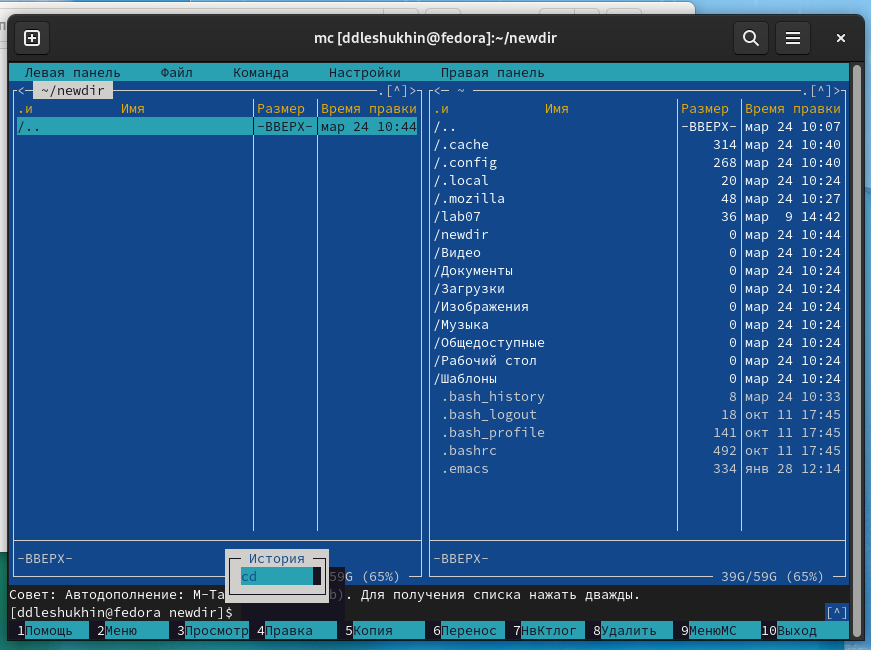 mc [ddleshukhin@fedora]:~/newdir
Левая панель Файл Команда Настройки Правая панель
<— ~/newdir .[^]> <— ~ .[^]>
.и Имя Размер Время правки .и Имя Размер Время правки
/.. -ВВЕРХ- мар 24 10:44 /.. -ВВЕРХ- мар 24 10:07
/.cache 314 мар 24 10:40
/.config 268 мар 24 10:40
/.local 20 мар 24 10:24
/.mozilla 48 мар 24 10:27
/lab07 36 мар 9 14:42
/newdir 0 мар 24 10:44
/Видео 0 мар 24 10:24
/Документы 0 мар 24 10:24
/Загрузки 0 мар 24 10:24
/Изображения 0 мар 24 10:24
/Музыка 0 мар 24 10:24
/Общедоступные 0 мар 24 10:24
/Рабочий стол 0 мар 24 10:24
/Шаблоны 0 мар 24 10:24
.bash_history 8 мар 24 10:33
.bash_logout 18 окт 11 17:45
.bash_profile 141 окт 11 17:45
.bashrc 492 окт 11 17:45
.emacs 334 янв 28 12:14
-ВВЕРХ- -ВВЕРХ-
История
cd 59G (65%) 39G/59G (65%)
Совет: Автодополнение: M-Ta b). Для получения списка нажать дважды.
[ddleshukhin@fedora newdir]$ [^]
1Помощь 2Меню 3Просмотр 4Правка 5Копия 6Перенос 7НвКтлог 8Удалить 9МенюMC 10Выход